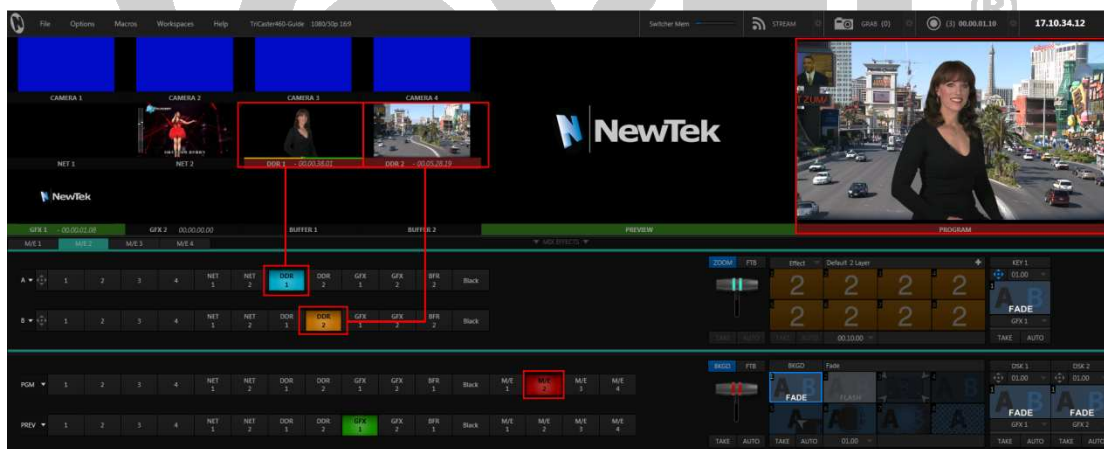 File Options Macros Workspaces Help TriCaster460-Guide 1080/30p 16:9 Switcher Mem STREAM GRAB (0) (3) 00.00.01.10 17.10.34.12
CAMERA 1 CAMERA 2 CAMERA 3 CAMERA 4
NewTek
NET 1 NET 2 DDR 1 - 00.00.38.01 DDR 2 - 00.05.28.19
NewTek
GFX 1 - 00.00.01.08 GFX 2 00.00.00.00 BUFFER 1 BUFFER 2 PREVIEW PROGRAM
M/E 1 M/E 2 M/E 3 M/E 4 MIX EFFECTS
ZOOM FTB Effect Default: 2 Layer KEY 1
A 1 2 3 4 NET 1 NET 2 DDR 1 DDR 2 GFX 1 GFX 2 BFR 1 BFR 2 Black
2 2 2 2
01.00
FADE
GFX 1
B 1 2 3 4 NET 1 NET 2 DDR 1 DDR 2 GFX 1 GFX 2 BFR 2 Black
2 2 2 2
TAKE AUTO TAKE AUTO 00.10.00 TAKE AUTO
BKGD FTB BKGD Fade DSK 1 DSK 2
PGM 1 2 3 4 NET 1 NET 2 DDR 1 DDR 2 GFX 1 GFX 2 BFR 1 Black M/E 1 M/E 2 M/E 3 M/E 4
FADE FLASH
01.00 01.00
FADE FADE
GFX 1 GFX 2
PREV 1 2 3 4 NET 1 NET 2 DDR 1 DDR 2 GFX 1 GFX 2 BFR 1 Black M/E 1 M/E 2 M/E 3 M/E 4
TAKE AUTO TAKE AUTO 01.00 TAKE AUTO TAKE AUTO